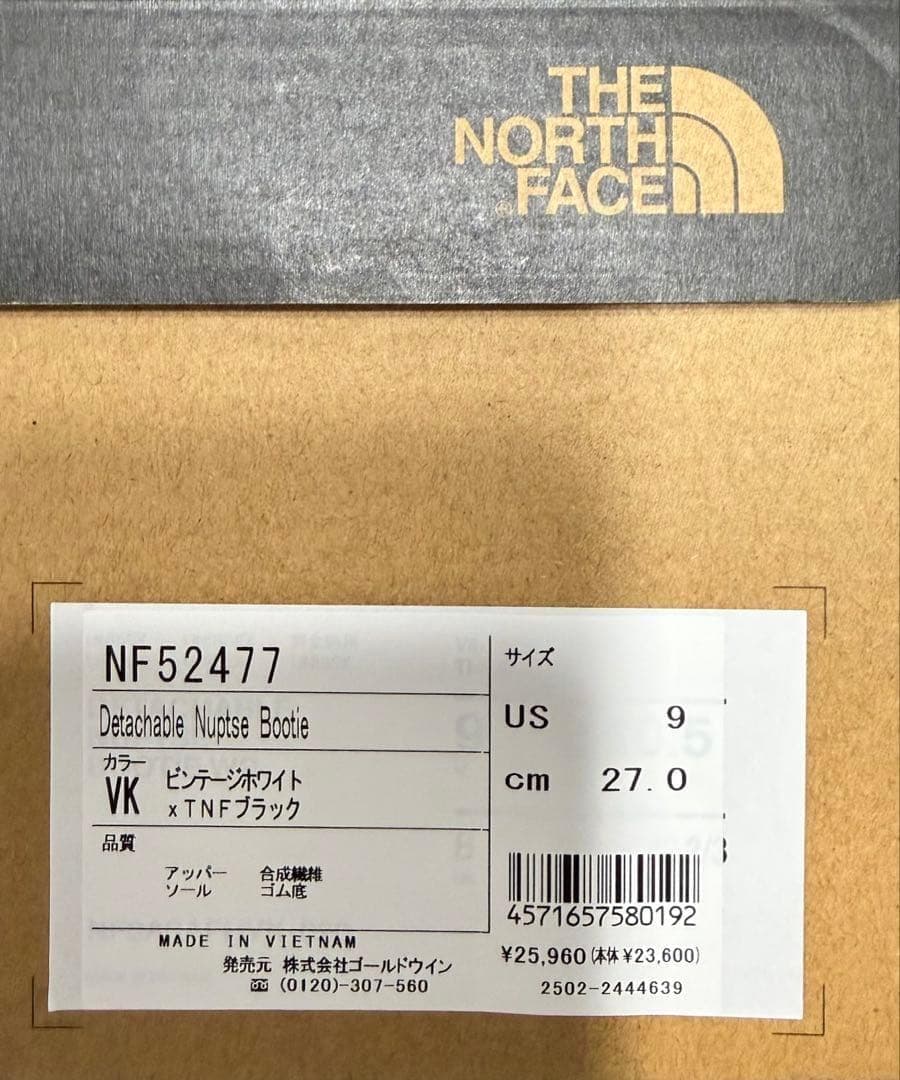 THE
NORTH
FACE
NF52477
Detachable Nuptse Bootie
カラー
VK ビンテージホワイト
xTNFブラック
品質
アッパー 合成繊維
ソール ゴム底
MADE IN VIETNAM
発売元 株式会社ゴールドウイン
(0120)-307-560
サイズ
US 9
cm 27.0
4571657580192
¥25,960(本体¥23,600)
2502-2444639